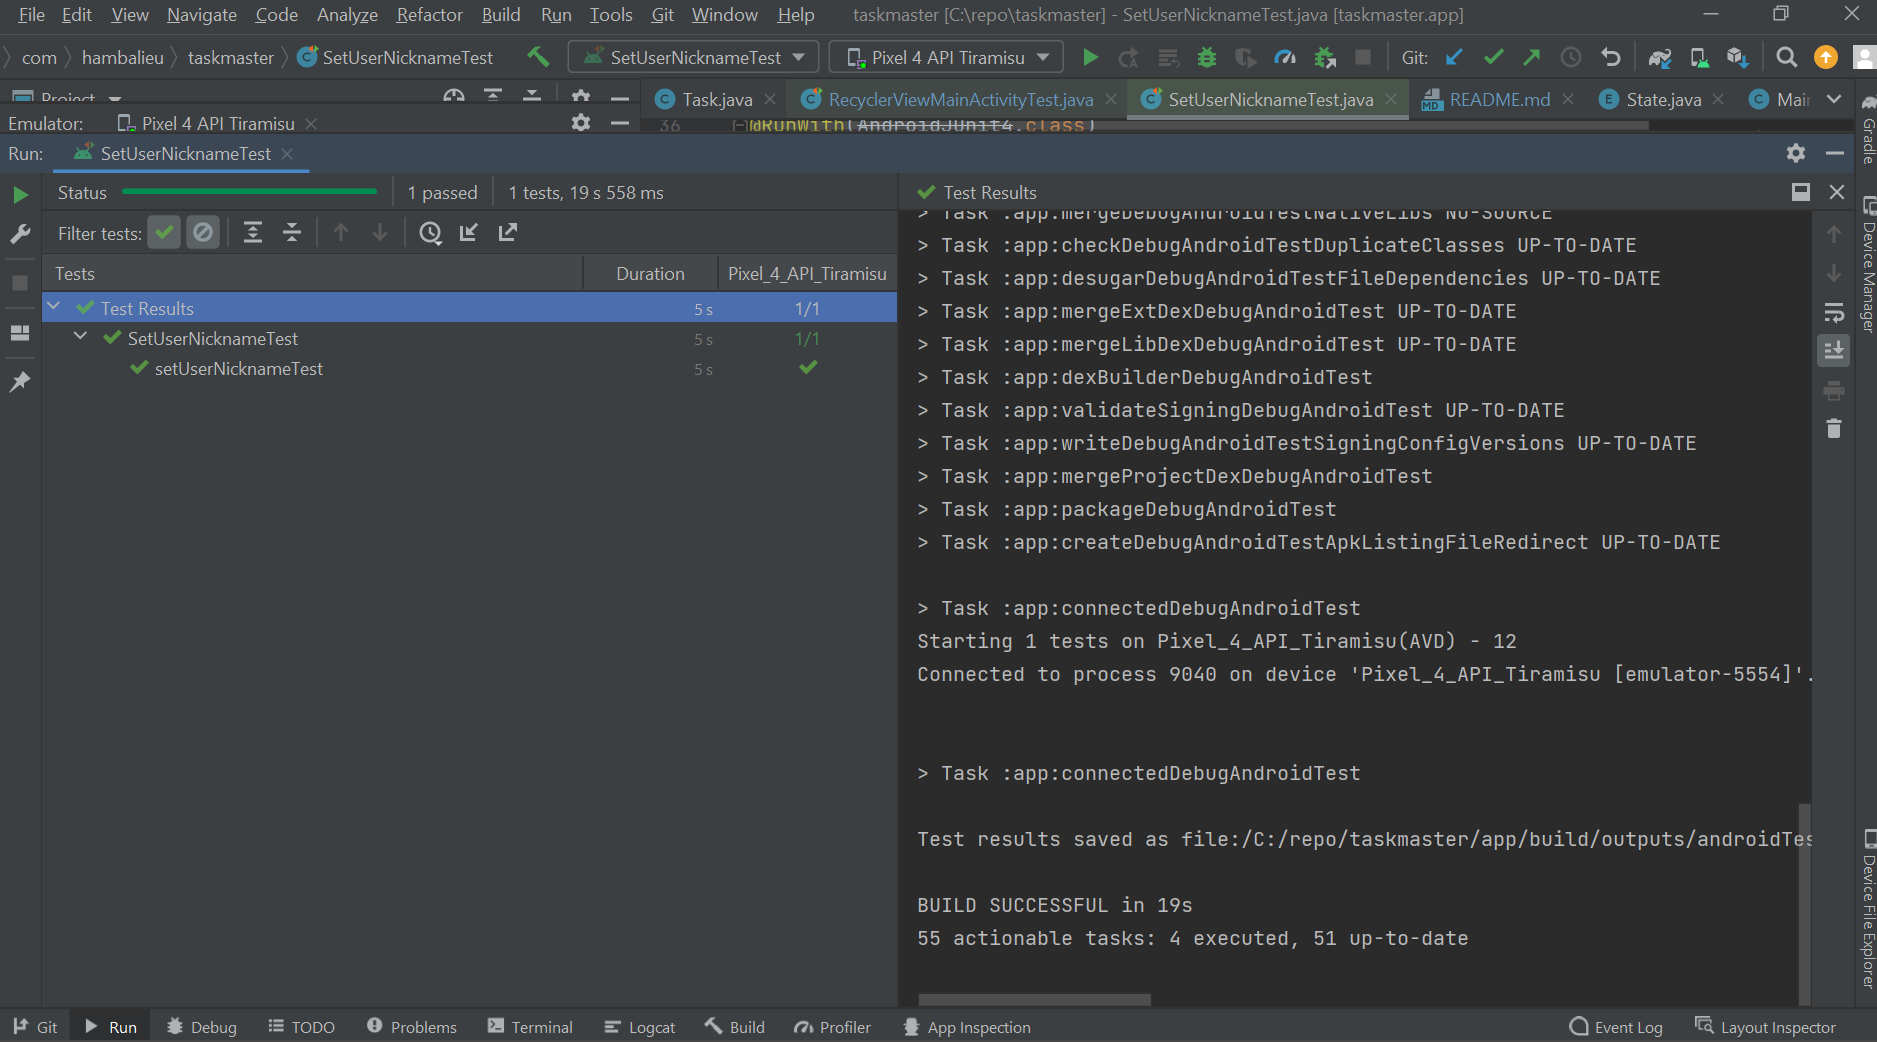 File Edit View Navigate Code Analyze Refactor Build Run Tools Git Window Help taskmaster [C:\repo\taskmaster] - SetUserNicknameTest.java [taskmaster.app]
com hambalieu taskmaster SetUserNicknameTest SetUserNicknameTest Pixel 4 API Tiramisu Git:
Project Task.java RecyclerViewMainActivityTest.java SetUserNicknameTest.java README.md State.java Mai
Emulator: Pixel 4 API Tiramisu 36 @RunWith(AndroidJUnit4.class)
Run: SetUserNicknameTest
Status 1 passed 1 tests, 19 s 558 ms
Filter tests:
Tests Duration Pixel_4_API_Tiramisu
Test Results 5 s 1/1
SetUserNicknameTest 5 s 1/1
setUserNicknameTest 5 s
Test Results
> Task :app:mergeDebugAndroidTestNativeLibs NO-SOURCE
> Task :app:checkDebugAndroidTestDuplicateClasses UP-TO-DATE
> Task :app:desugarDebugAndroidTestFileDependencies UP-TO-DATE
> Task :app:mergeExtDexDebugAndroidTest UP-TO-DATE
> Task :app:mergeLibDexDebugAndroidTest UP-TO-DATE
> Task :app:dexBuilderDebugAndroidTest
> Task :app:validateSigningDebugAndroidTest UP-TO-DATE
> Task :app:writeDebugAndroidTestSigningConfigVersions UP-TO-DATE
> Task :app:mergeProjectDexDebugAndroidTest
> Task :app:packageDebugAndroidTest
> Task :app:createDebugAndroidTestApkListingFileRedirect UP-TO-DATE
> Task :app:connectedDebugAndroidTest
Starting 1 tests on Pixel_4_API_Tiramisu(AVD) - 12
Connected to process 9040 on device 'Pixel_4_API_Tiramisu [emulator-5554]'.
> Task :app:connectedDebugAndroidTest
Test results saved as file:/C:/repo/taskmaster/app/build/outputs/androidTes
BUILD SUCCESSFUL in 19s
55 actionable tasks: 4 executed, 51 up-to-date
Gradle
Device Manager
Device File Explorer
Git Run Debug TODO Problems Terminal Logcat Build Profiler App Inspection Event Log Layout Inspector